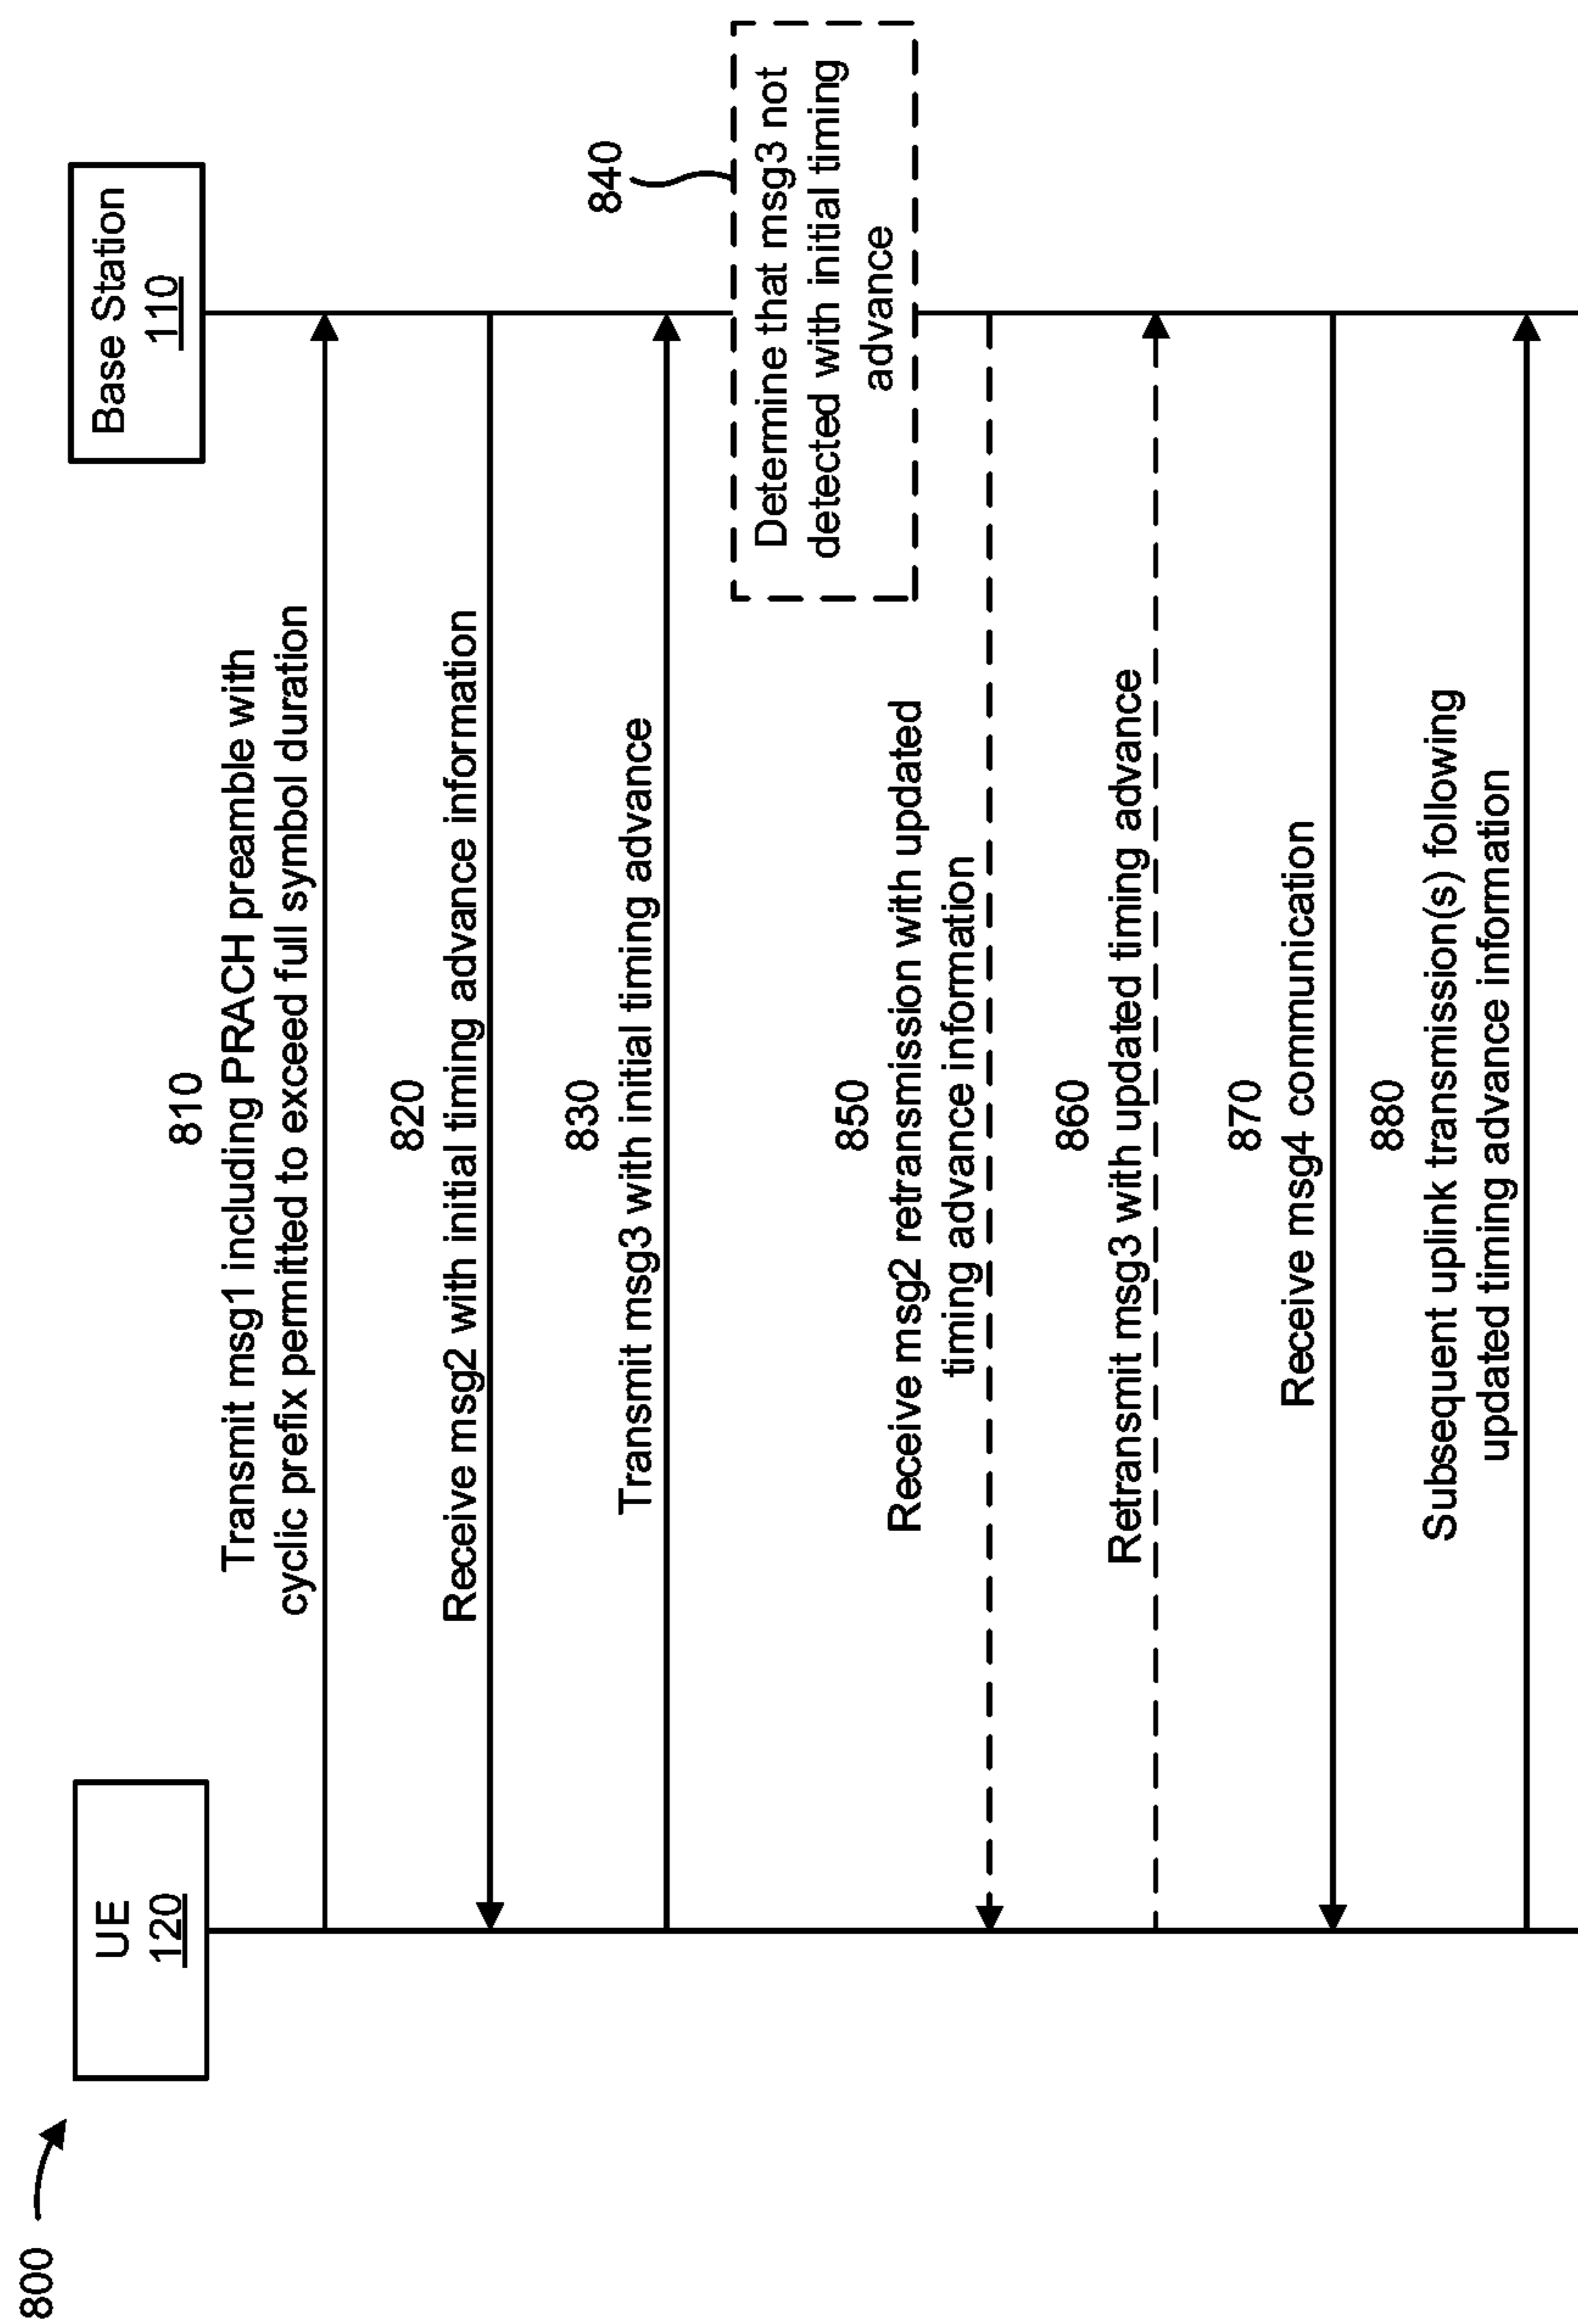 800
UE
120
Base Station
110
810
Transmit msg1 including PRACH preamble with
cyclic prefix permitted to exceed full symbol duration
820
Receive msg2 with initial timing advance information
830
Transmit msg3 with initial timing advance
840
Determine that msg3 not
detected with initial timing
advance
850
Receive msg2 retransmission with updated
timing advance information
860
Retransmit msg3 with updated timing advance
870
Receive msg4 communication
880
Subsequent uplink transmission(s) following
updated timing advance information